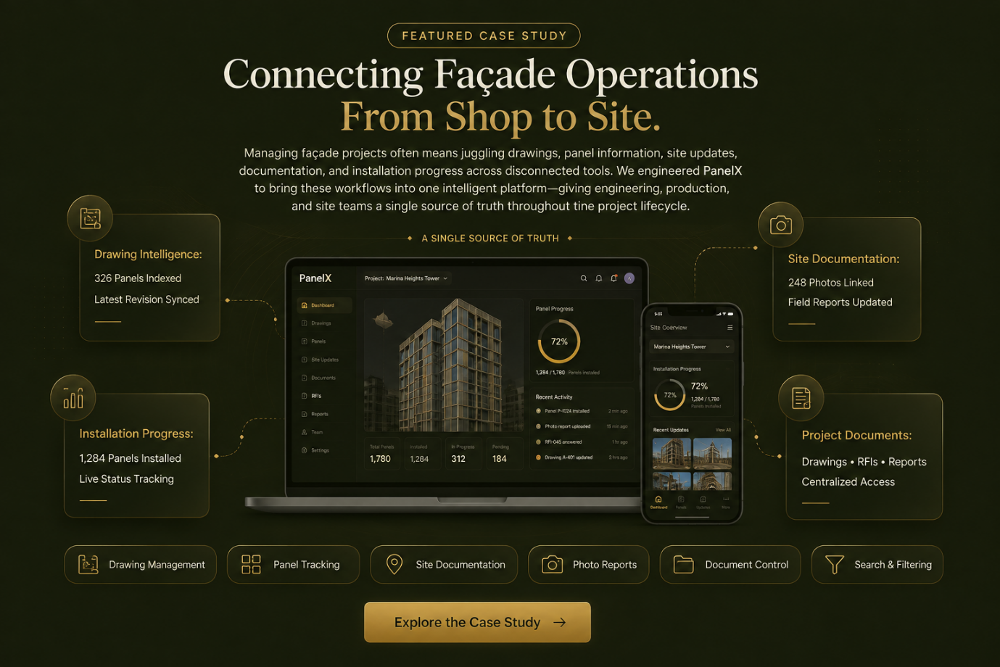 FEATURED CASE STUDY
Connecting Façade Operations
From Shop to Site.
Managing façade projects often means juggling drawings, panel information, site updates,
documentation, and installation progress across disconnected tools. We engineered PanelX
to bring these workflows into one intelligent platform—giving engineering, production,
and site teams a single source of truth throughout tine project lifecycle.
A SINGLE SOURCE OF TRUTH
Drawing Intelligence:
326 Panels Indexed
Latest Revision Synced
Installation Progress:
1,284 Panels Installed
Live Status Tracking
PanelX
Project: Marina Heights Tower
Dashboard
Drawings
Panels
Site Updates
Documents
RFIs
Reports
Team
Settings
Total Panels
1,780
Installed
1,284
In Progress
312
Pending
184
Panel Progress
72%
1,284 / 1,780 Panels installed
Recent Activity
Panel P-1024 Installed 2 min ago
Photo report uploaded 15 min ago
RFI-045 answered 1 hr ago
Drawing A-401 updated 2 hrs ago
Site
Marina Heights Tower
Installation Progress
72%
72%
1,284 / 1,780
Panels Installed
Recent Updates View All
Dashboard
Panels
Updates
More
Site Documentation:
248 Photos Linked
Field Reports Updated
Project Documents:
Drawings • RFIs • Reports
Centralized Access
Drawing Management
Panel Tracking
Site Documentation
Photo Reports
Document Control
Search & Filtering
Explore the Case Study →